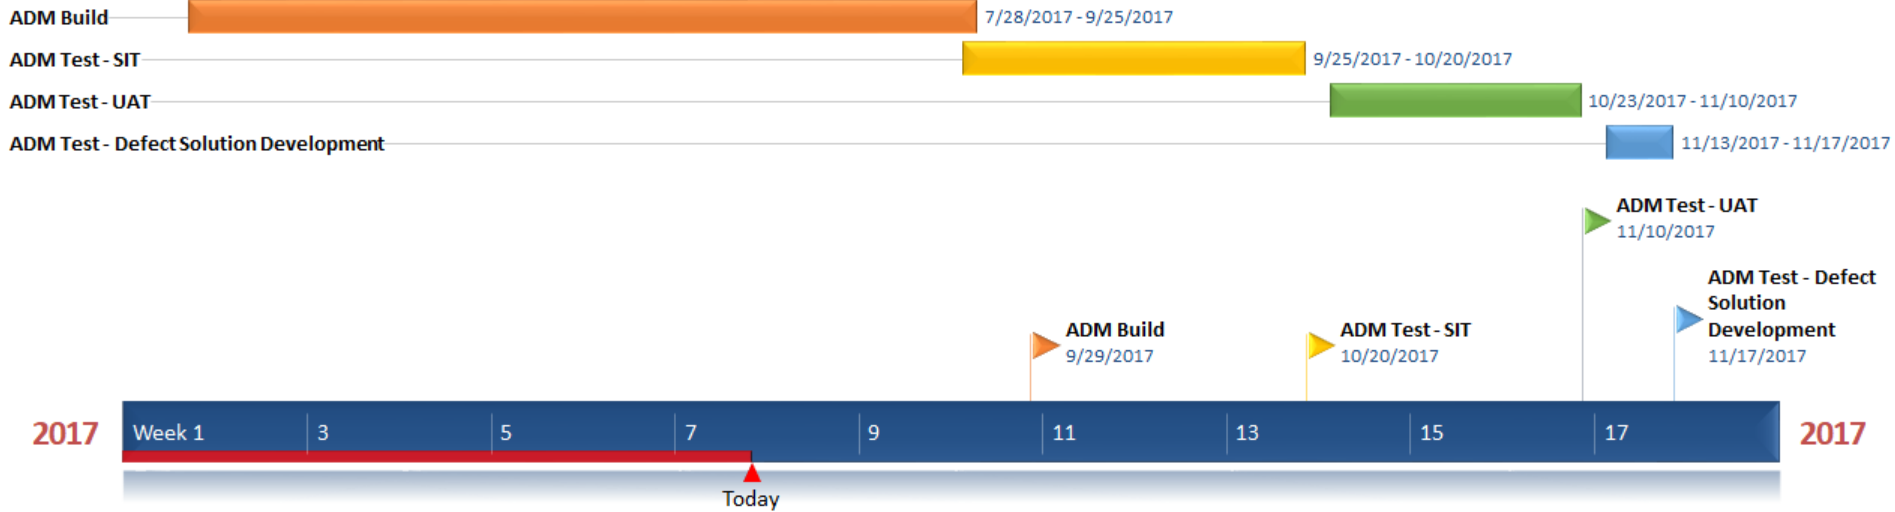 ADM Build 7/28/2017 - 9/25/2017
ADM Test - SIT 9/25/2017 - 10/20/2017
ADM Test - UAT 10/23/2017 - 11/10/2017
ADM Test - Defect Solution Development 11/13/2017 - 11/17/2017
ADM Test - UAT
11/10/2017
ADM Test - Defect
Solution
Development
11/17/2017
ADM Build
9/29/2017
ADM Test - SIT
10/20/2017
2017 Week 1 3 5 7 9 11 13 15 17 2017
Today